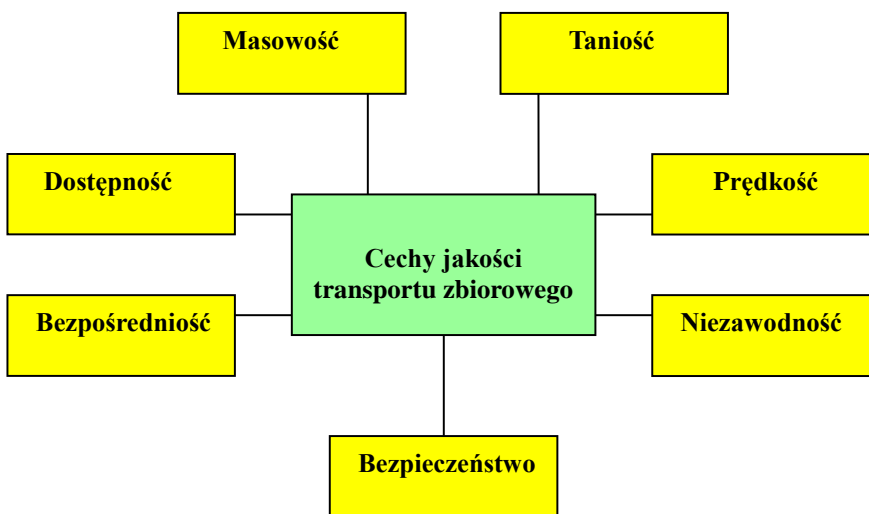 Masowość
Taniość
Dostępność
Prędkość
Cechy jakości
transportu zbiorowego
Bezpośredniość
Niezawodność
Bezpieczeństwo